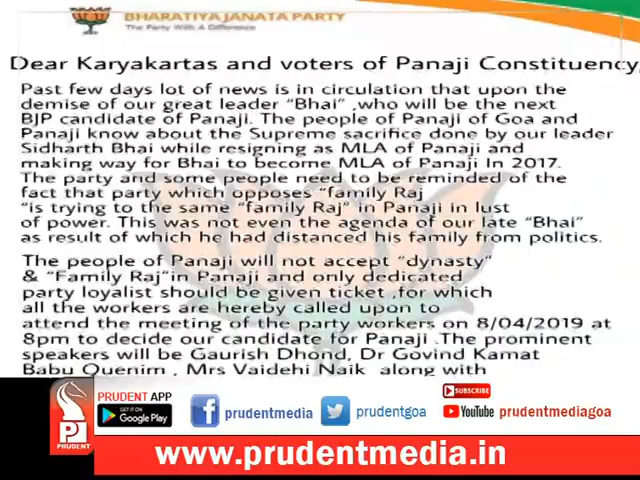 BHARATIYA JANATA PARTY
The Party With A Difference
Dear Karyakartas and voters of Panaji Constituency,
Past few days lot of news is in circulation that upon the
demise of our great leader "Bhai" ,who will be the next
BJP candidate of Panaji. The people of Panaji of Goa and
Panaji know about the Supreme sacrifice done by our leader
Sidharth Bhai while resigning as MLA of Panaji and
making way for Bhai to become MLA of Panaji In 2017.
The party and some people need to be reminded of the
fact that party which opposes "family Raj
"is trying to the same "family Raj" in Panaji in lust
of power. This was not even the agenda of our late "Bhai"
as result of which he had distanced his family from politics.
The people of Panaji will not accept "dynasty"
& "Family Raj"in Panaji and only dedicated
party loyalist should be given ticket ,for which
all the workers are hereby called upon to
attend the meeting of the party workers on 8/04/2019 at
8pm to decide our candidate for Panaji .The prominent
speakers will be Gaurish Dhond, Dr Govind Kamat
Babu Quenim , Mrs Vaidehi Naik along with
PRUDENT
PRUDENT APP
GET IT ON
Google Play
prudentmedia
prudentgoa
SUBSCRIBE
YouTube prudentmediagoa
www.prudentmedia.in